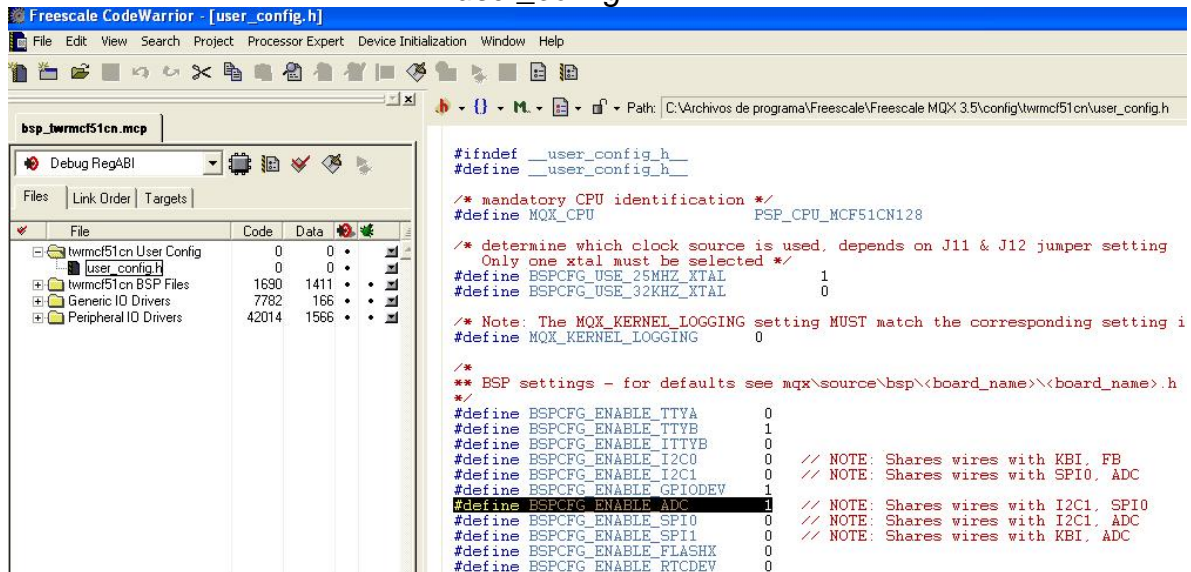 user_config
Freescale CodeWarrior - [user_config.h]
File Edit View Search Project Processor Expert Device Initialization Window Help
Path: C:\Archivos de programa\Freescale\Freescale MQX 3.5\config\twrmcf51cn\user_config.h
bsp_twrmcf51cn.mcp
Debug RegABI
Files Link Order Targets
File Code Data
twrmcf51cn User Config 0 0
user_config.h 0 0
twrmcf51cn BSP Files 1690 1411
Generic IO Drivers 7782 166
Peripheral IO Drivers 42014 1566
#ifndef __user_config_h__
#define __user_config_h__
/* mandatory CPU identification */
#define MQX_CPU PSP_CPU_MCF51CN128
/* determine which clock source is used, depends on J11 & J12 jumper setting
Only one xtal must be selected */
#define BSPCFG_USE_25MHZ_XTAL 1
#define BSPCFG_USE_32KHZ_XTAL 0
/* Note: The MQX_KERNEL_LOGGING setting MUST match the corresponding setting i
#define MQX_KERNEL_LOGGING 0
/*
** BSP settings - for defaults see mqx\source\bsp\<board_name>\<board_name>.h
*/
#define BSPCFG_ENABLE_TTYA 0
#define BSPCFG_ENABLE_TTYB 1
#define BSPCFG_ENABLE_ITTYB 0
#define BSPCFG_ENABLE_I2C0 0 // NOTE: Shares wires with KBI, FB
#define BSPCFG_ENABLE_I2C1 0 // NOTE: Shares wires with SPI0, ADC
#define BSPCFG_ENABLE_GPIODEV 1
#define BSPCFG_ENABLE_ADC 1 // NOTE: Shares wires with I2C1, SPI0
#define BSPCFG_ENABLE_SPI0 0 // NOTE: Shares wires with I2C1, ADC
#define BSPCFG_ENABLE_SPI1 0 // NOTE: Shares wires with KBI, ADC
#define BSPCFG_ENABLE_FLASHX 0
#define BSPCFG_ENABLE_RTCDEV 0